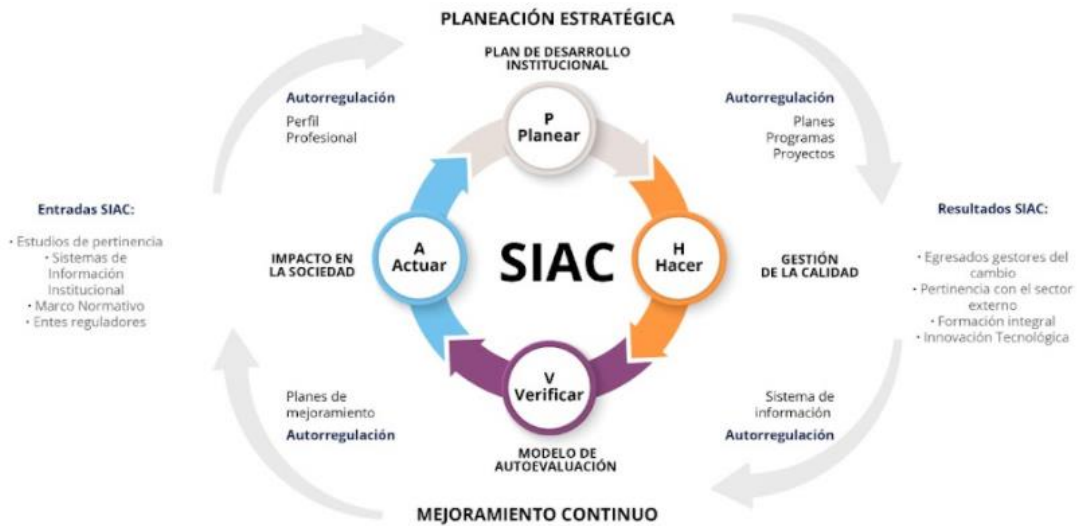 PLANEACIÓN ESTRATÉGICA
PLAN DE DESARROLLO
INSTITUCIONAL
Autorregulación
Perfil
Profesional
Autorregulación
Planes
Programas
Proyectos
P
Planear
Entradas SIAC:
• Estudios de pertinencia
• Sistemas de
Información
Institucional
• Marco Normativo
• Entes reguladores
IMPACTO EN
LA SOCIEDAD
A
Actuar
SIAC
H
Hacer
GESTIÓN
DE LA CALIDAD
Resultados SIAC:
• Egresados gestores del
cambio
• Pertinencia con el sector
externo
• Formación integral
• Innovación Tecnológica
V
Verificar
Planes de
mejoramiento
Autorregulación
Sistema de
información
Autorregulación
MODELO DE
AUTOEVALUACIÓN
MEJORAMIENTO CONTINUO